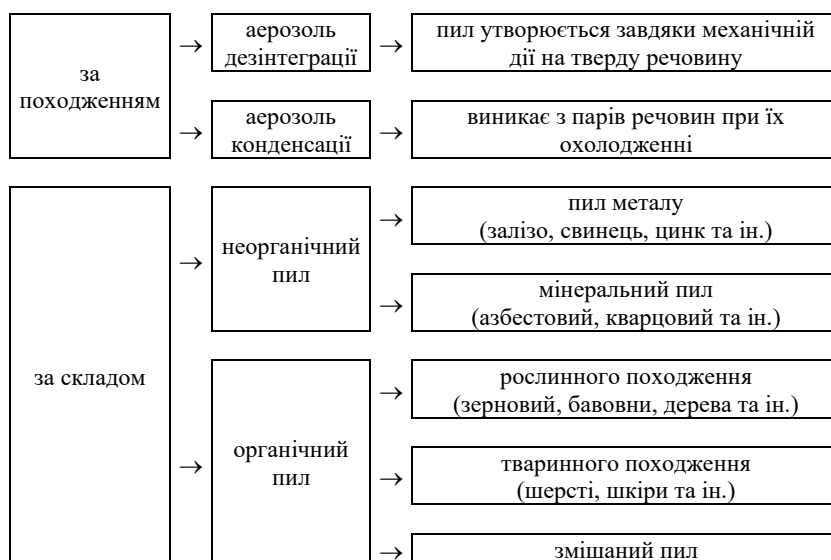 за
походженням
→
аерозоль
дезінтеграції
→
пил утворюється завдяки механічній
дії на тверду речовину
→
аерозоль
конденсації
→
виникає з парів речовин при їх
охолодженні
за складом
→
неорганічний
пил
→
пил металу
(залізо, свинець, цинк та ін.)
→
мінеральний пил
(азбестовий, кварцовий та ін.)
→
органічний
пил
→
рослинного походження
(зерновий, бавовни, дерева та ін.)
→
тваринного походження
(шерсті, шкіри та ін.)
→
змішаний пил